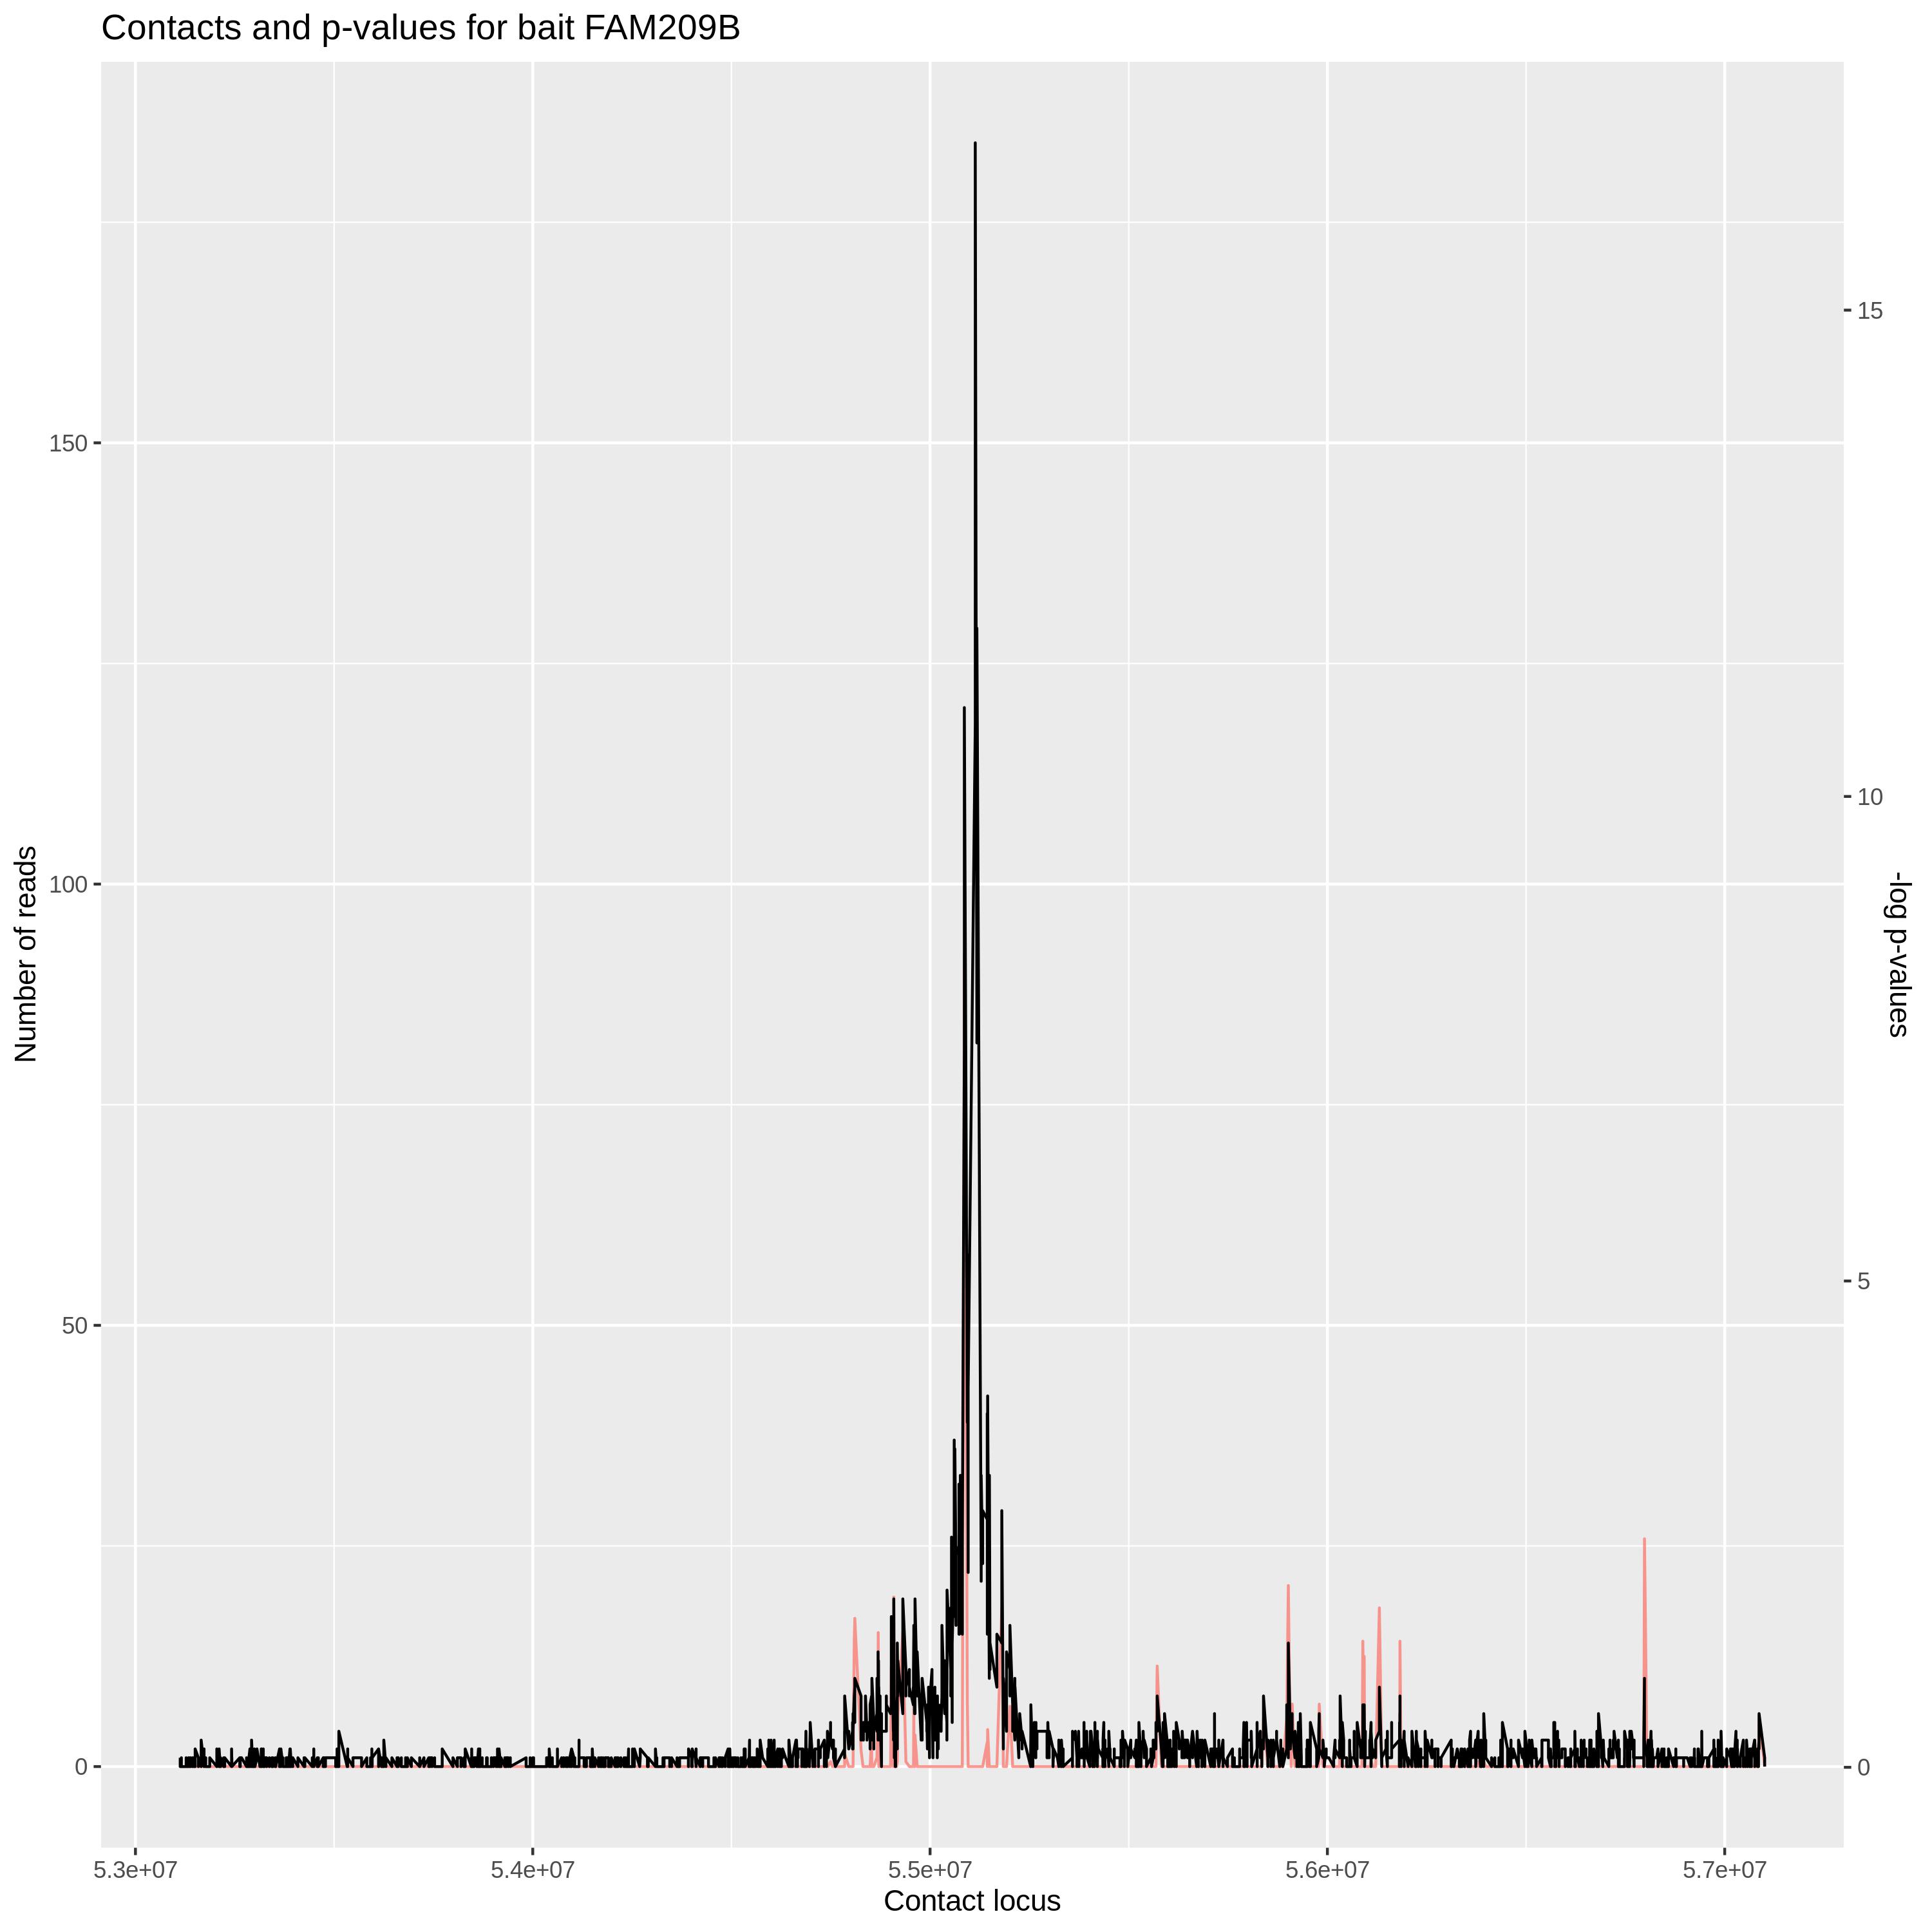 Contacts and p-values for bait FAM209B
Number of reads
150
100
50
0
15
10
5
0
-log p-values
5.3e+07 5.4e+07 5.5e+07 5.6e+07 5.7e+07
Contact locus